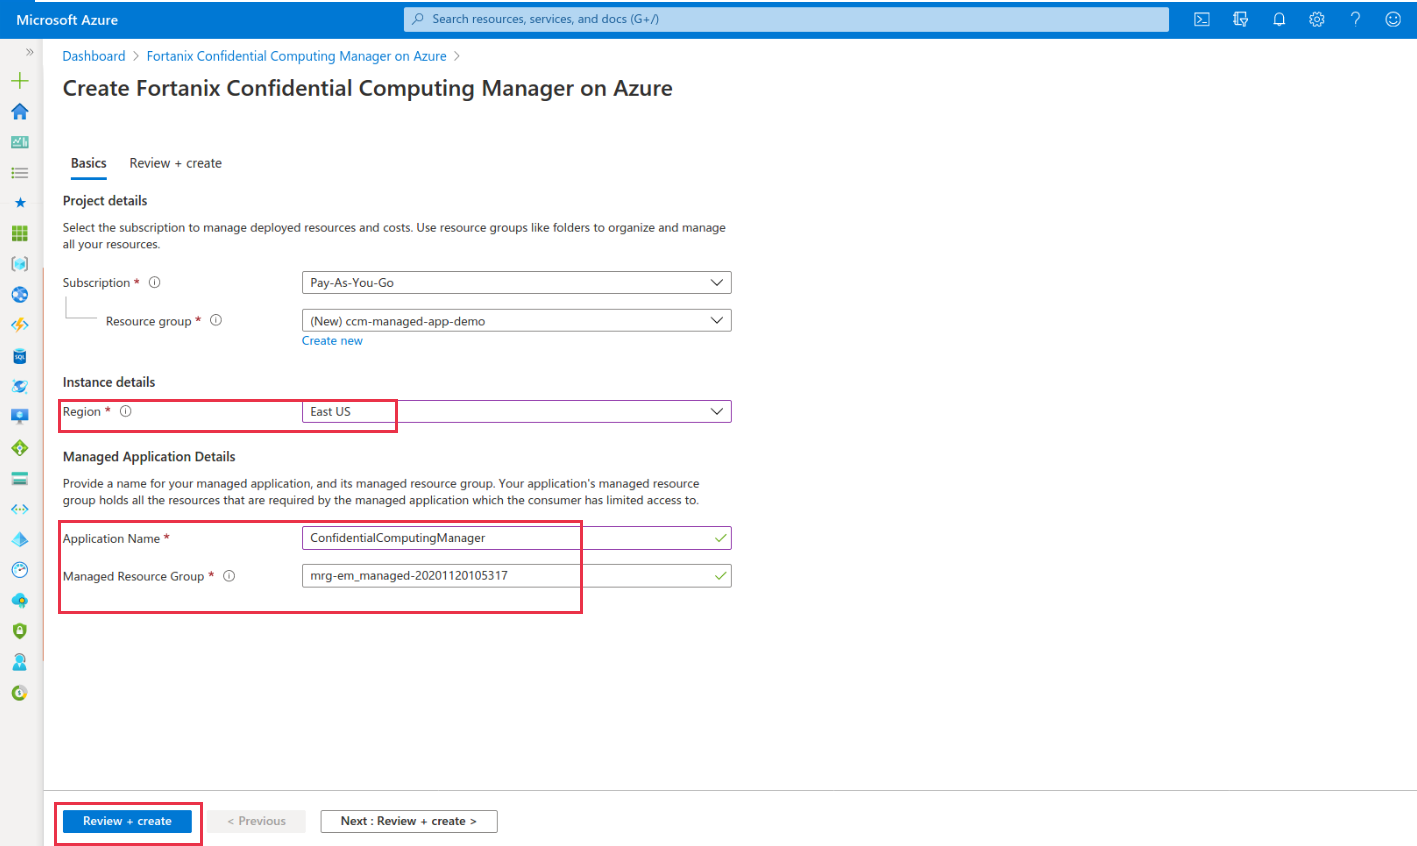 Microsoft Azure
Search resources, services, and docs (G+/)
Dashboard > Fortanix Confidential Computing Manager on Azure >
Create Fortanix Confidential Computing Manager on Azure
Basics Review + create
Project details
Select the subscription to manage deployed resources and costs. Use resource groups like folders to organize and manage
all your resources.
Subscription * Pay-As-You-Go
Resource group * (New) ccm-managed-app-demo
Create new
Instance details
Region * East US
Managed Application Details
Provide a name for your managed application, and its managed resource group. Your application's managed resource
group holds all the resources that are required by the managed application which the consumer has limited access to.
Application Name * ConfidentialComputingManager
Managed Resource Group * mrg-em_managed-20201120105317
Review + create < Previous Next : Review + create >